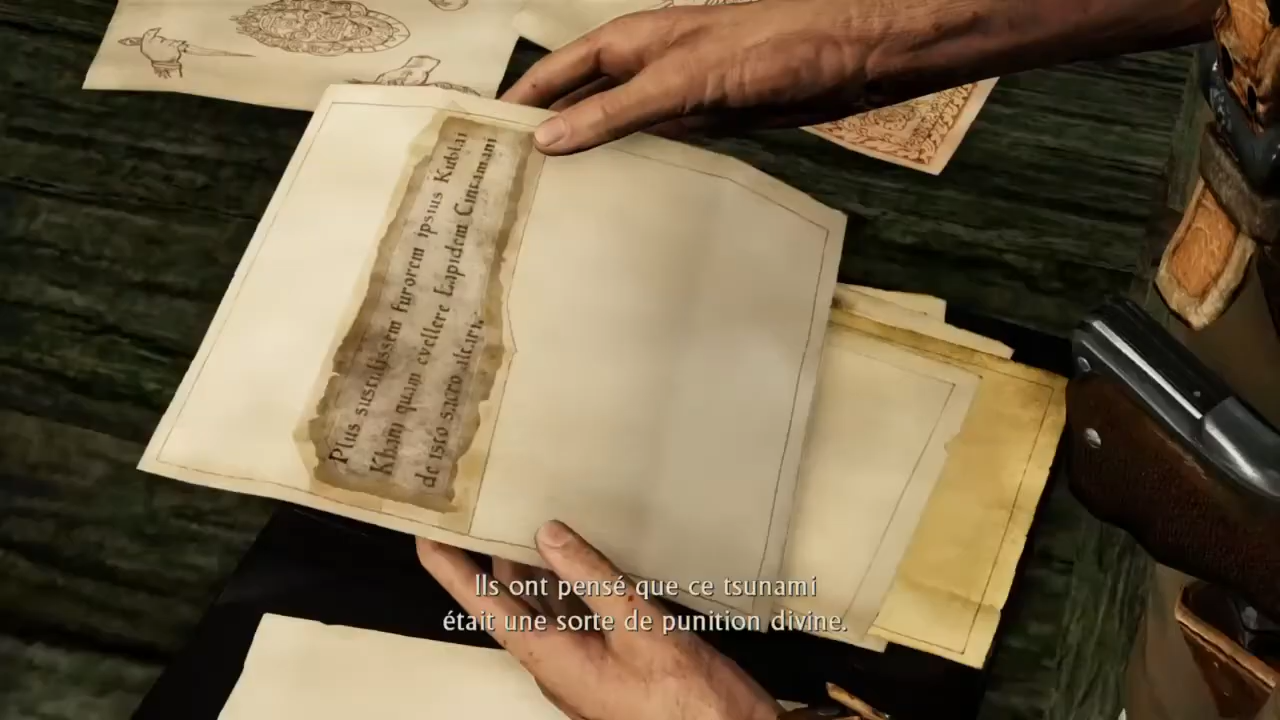 Plus sustulissem furorem ipsius Kublai
Khani quam evellere Lapidem Cintamani
de isto sacro altari.
Ils ont pensé que ce tsunami
était une sorte de punition divine.